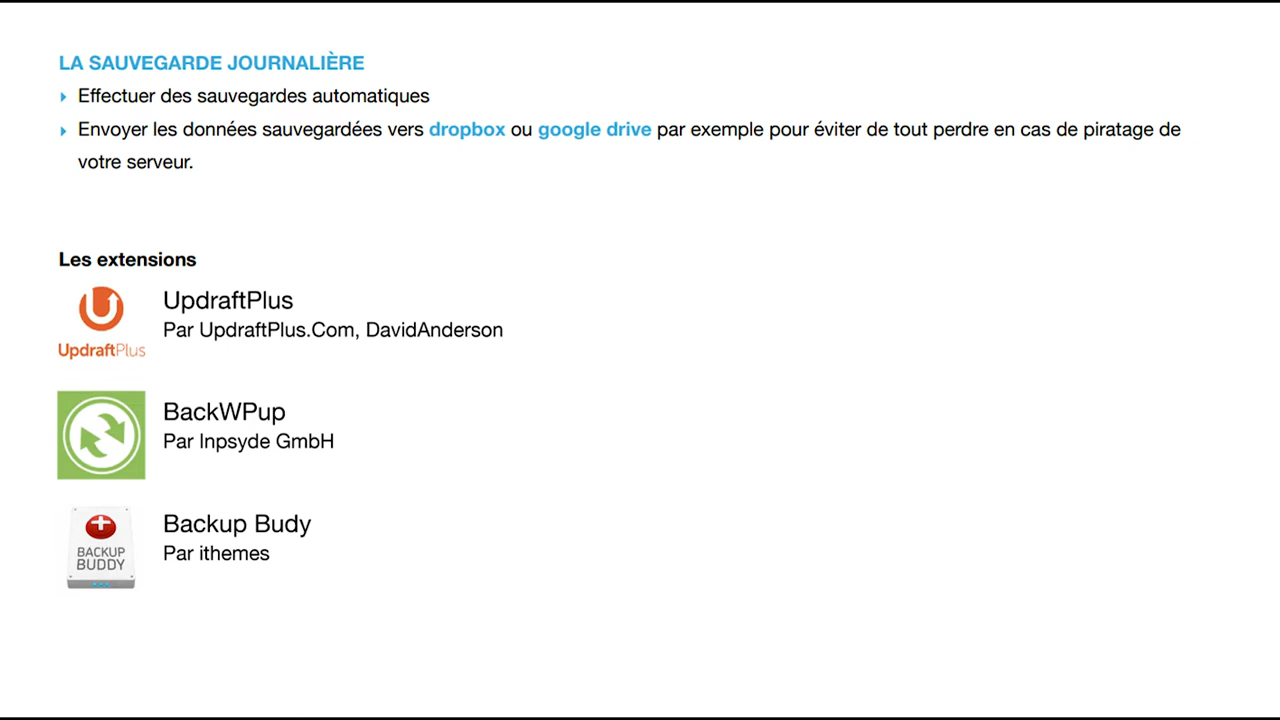 LA SAUVEGARDE JOURNALIÈRE
Effectuer des sauvegardes automatiques
Envoyer les données sauvegardées vers dropbox ou google drive par exemple pour éviter de tout perdre en cas de piratage de
votre serveur.
Les extensions
UpdraftPlus
Par UpdraftPlus.Com, DavidAnderson
UpdraftPlus
BackWPup
Par Inpsyde GmbH
Backup Budy
Par ithemes
BACKUP
BUDDY